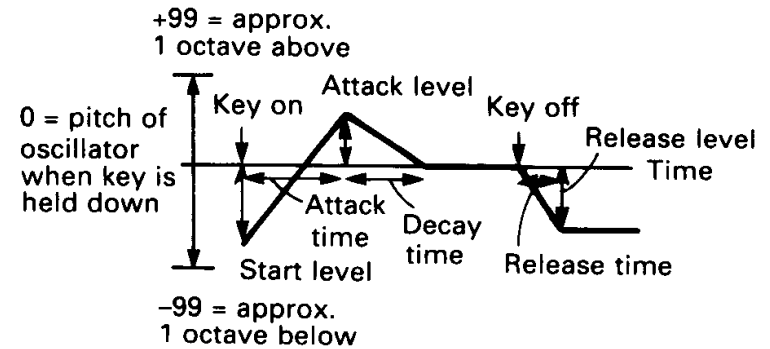 +99 = approx.
1 octave above
Attack level
Key on
Key off
0 = pitch of
oscillator
when key is
held down
Release level
Time
Attack
time
Decay
time
Start level
Release time
–99 = approx.
1 octave below